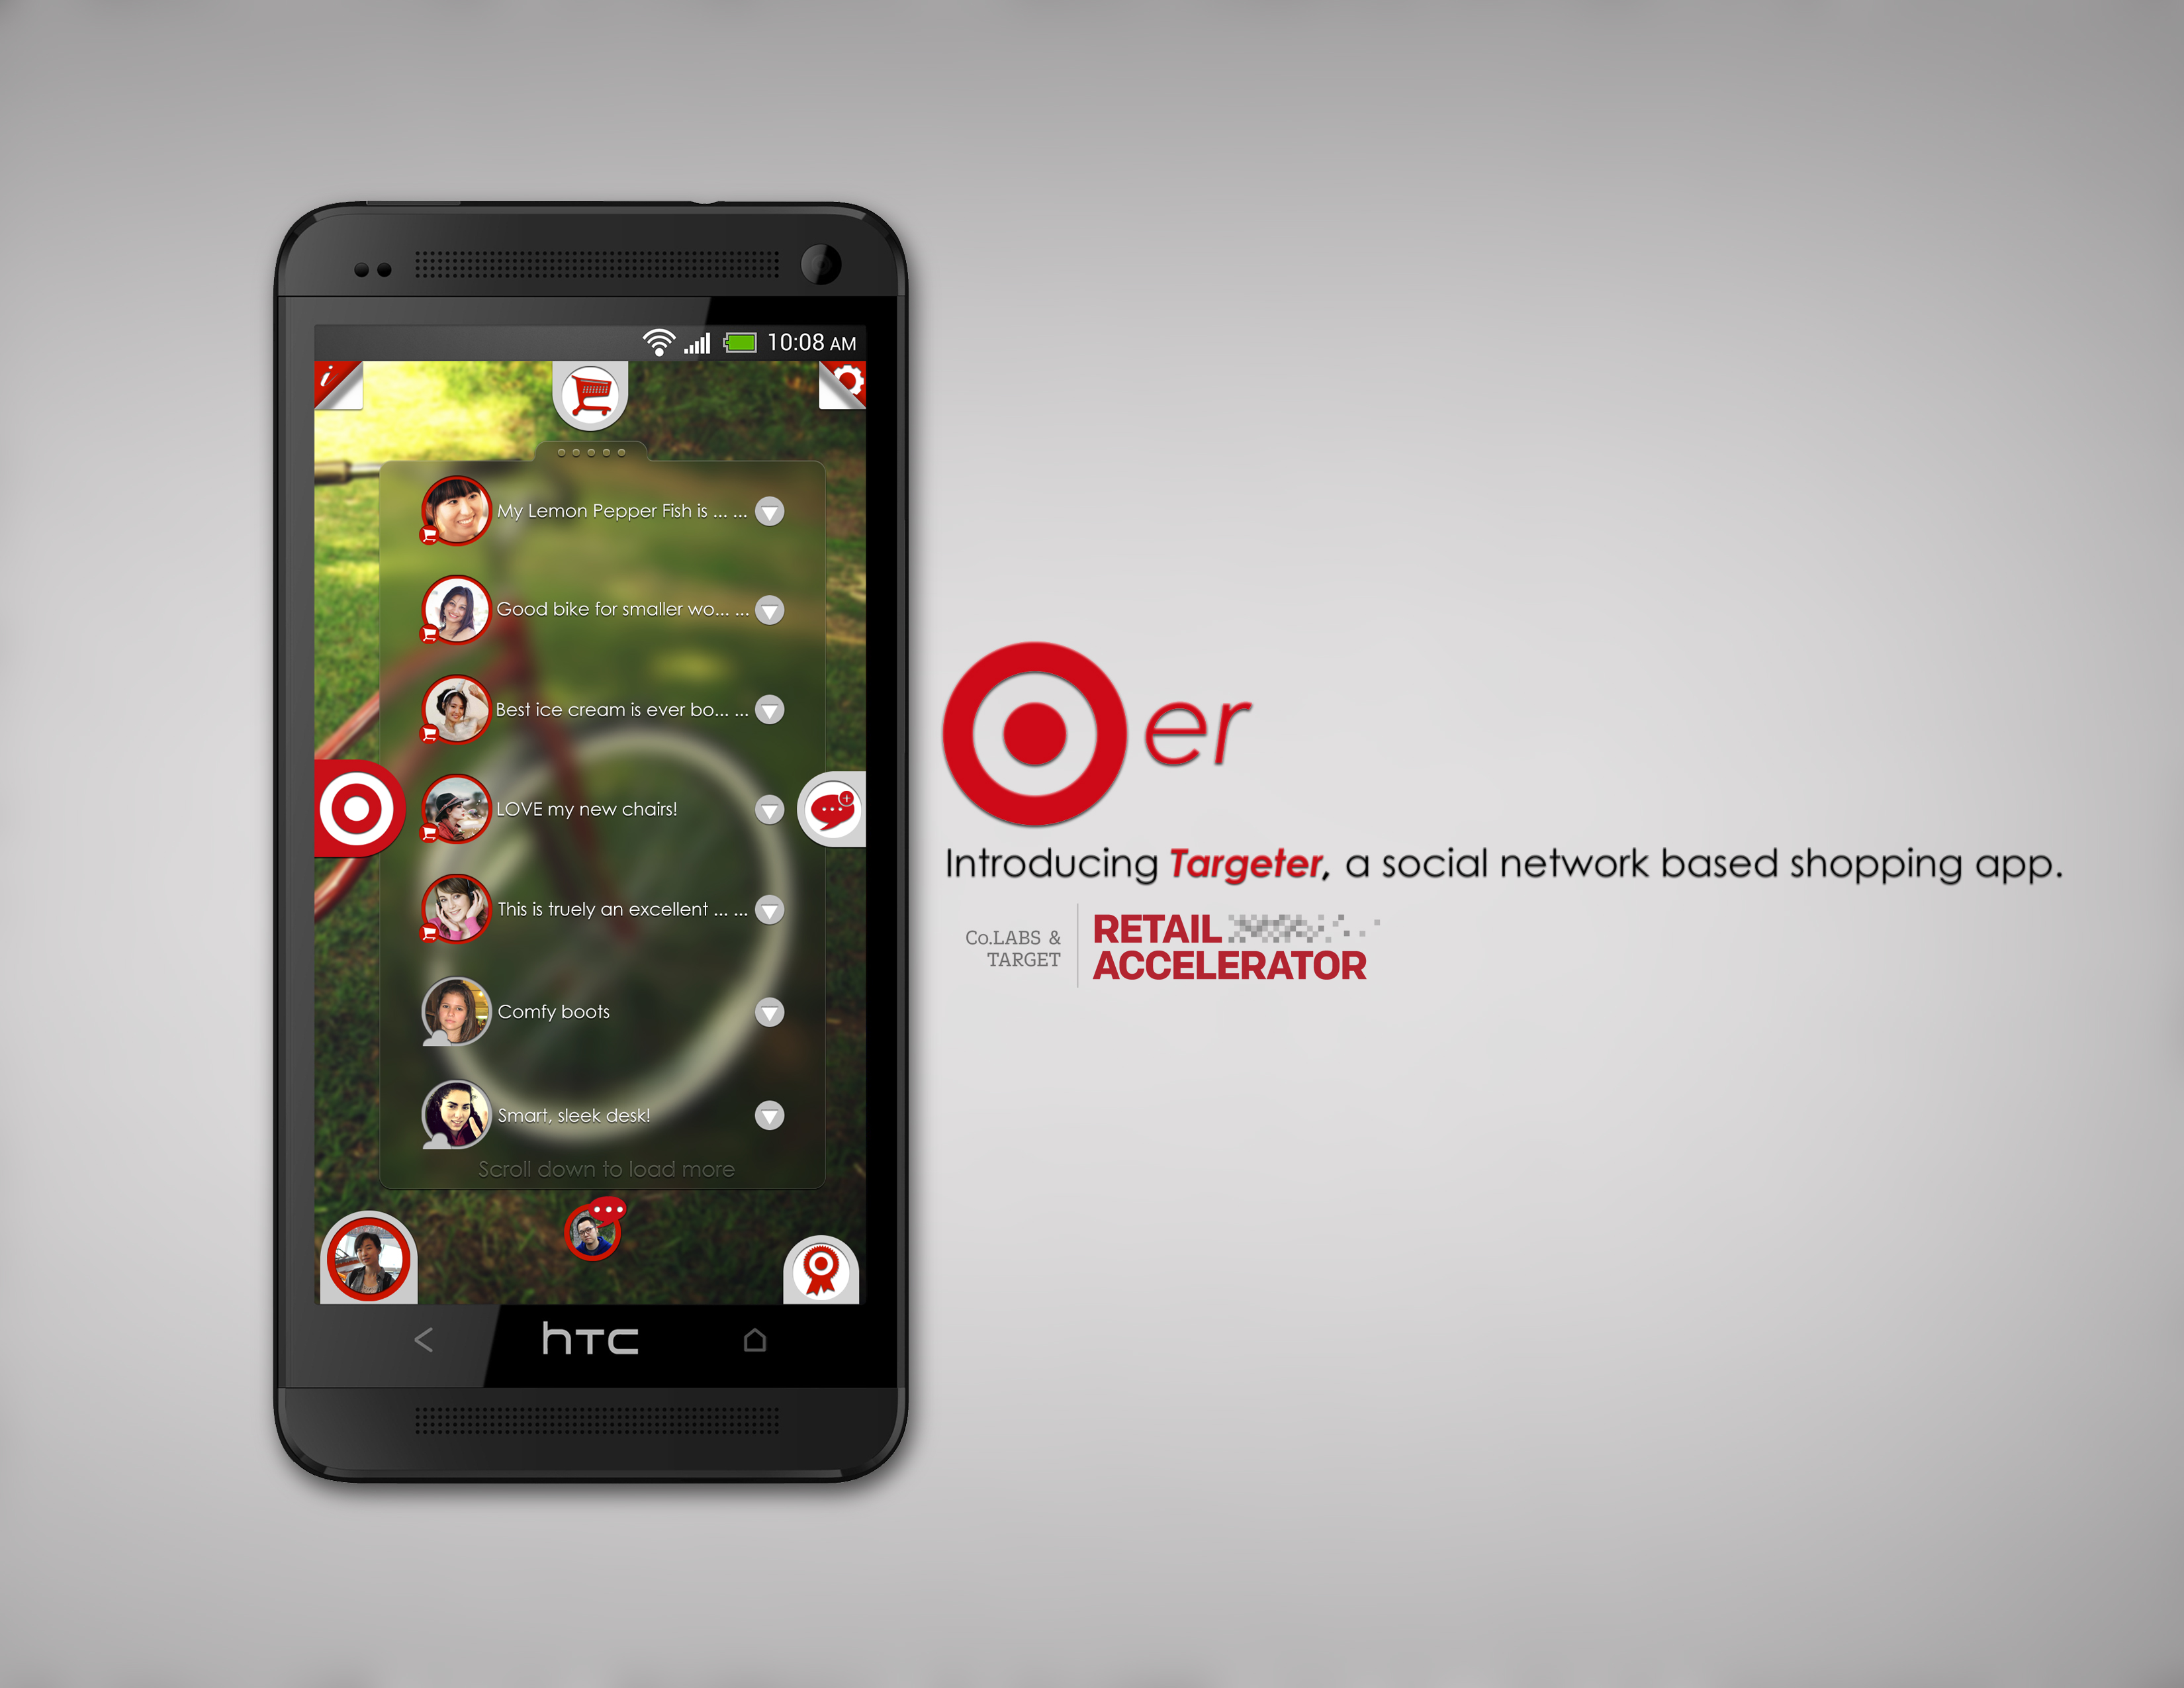 10:08 AM
i
My Lemon Pepper Fish is ... ...
Good bike for smaller wo... ...
Best ice cream is ever bo... ...
LOVE my new chairs!
This is truely an excellent ... ...
Comfy boots
Smart, sleek desk!
Scroll down to load more
hTC
er
Introducing Targeter, a social network based shopping app.
Co.LABS &
TARGET
RETAIL
ACCELERATOR